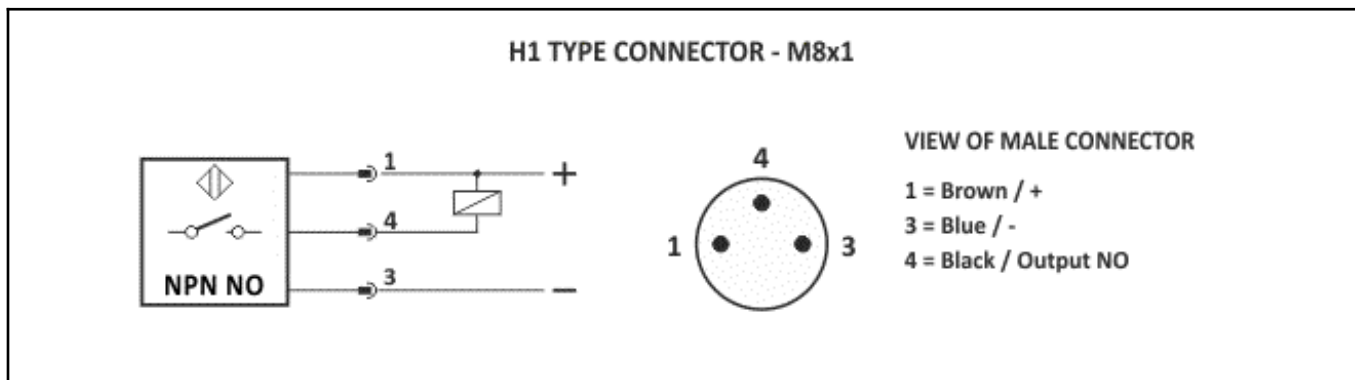 H1 TYPE CONNECTOR - M8x1
1
+
4
3
−
NPN NO
4
1
3
VIEW OF MALE CONNECTOR
1 = Brown / +
3 = Blue / -
4 = Black / Output NO